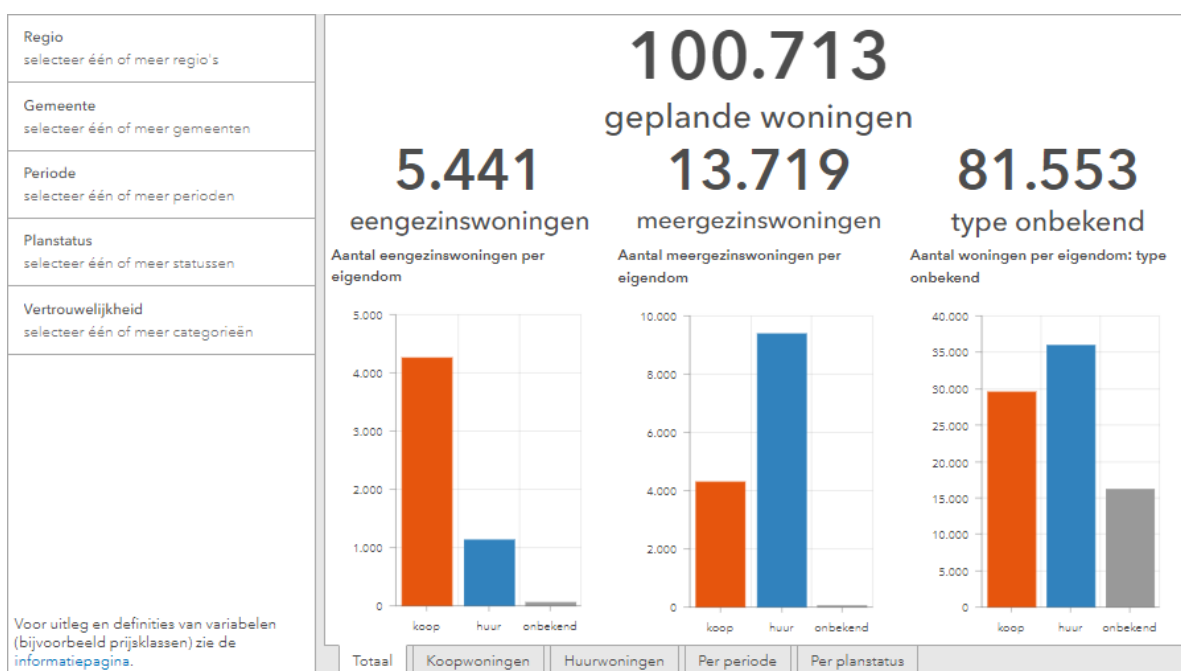 Regio
selecteer één of meer regio's
Gemeente
selecteer één of meer gemeenten
Periode
selecteer één of meer perioden
Planstatus
selecteer één of meer statussen
Vertrouwelijkheid
selecteer één of meer categorieën
Voor uitleg en definities van variabelen
(bijvoorbeeld prijsklassen) zie de
informatiepagina.
100.713
geplande woningen
5.441
eengezinswoningen
13.719
meergezinswoningen
81.553
type onbekend
Aantal eengezinswoningen per
eigendom
5.000
4.000
3.000
2.000
1.000
0
koop huur onbekend
Aantal meergezinswoningen per
eigendom
10.000
8.000
6.000
4.000
2.000
0
koop huur onbekend
Aantal woningen per eigendom: type
onbekend
40.000
35.000
30.000
25.000
20.000
15.000
10.000
5.000
0
koop huur onbekend
Totaal Koopwoningen Huurwoningen Per periode Per planstatus